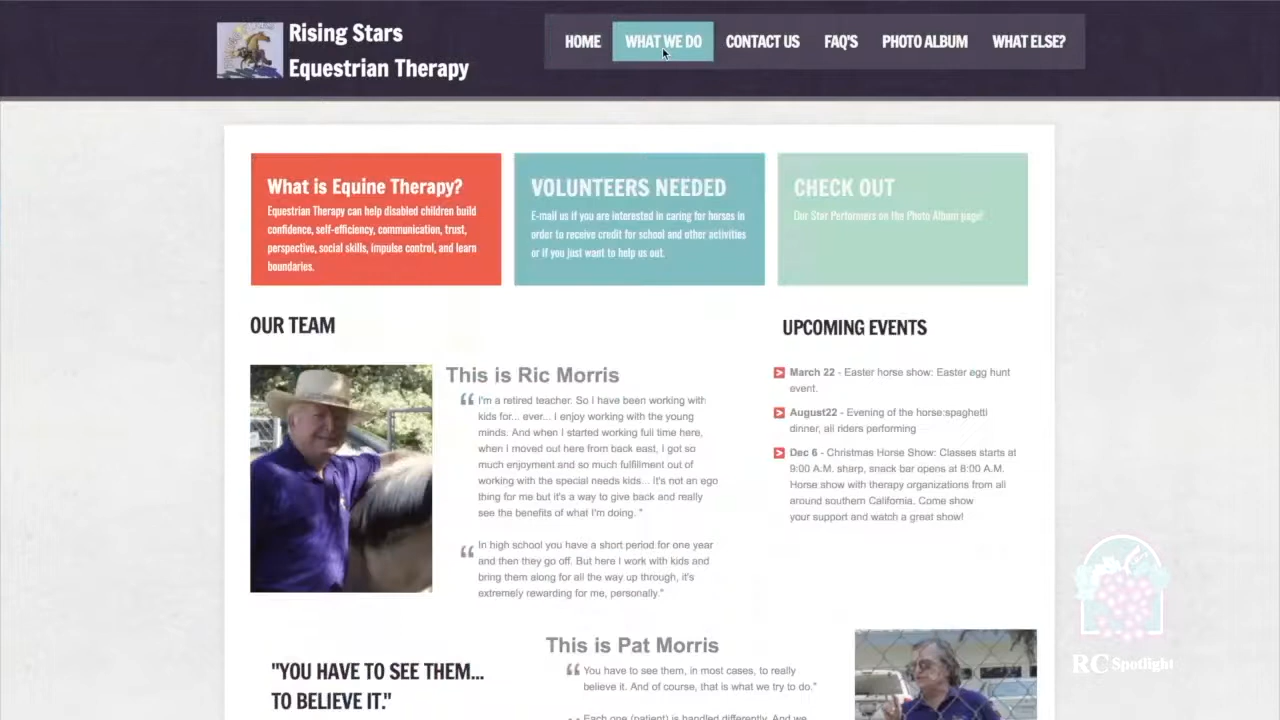 Rising Stars
Equestrian Therapy
HOME
WHAT WE DO
CONTACT US
FAQ'S
PHOTO ALBUM
WHAT ELSE?
What is Equine Therapy?
Equestrian Therapy can help disabled children build
confidence, self-efficiency, communication, trust,
perspective, social skills, impulse control, and learn
boundaries.
VOLUNTEERS NEEDED
E-mail us if you are interested in caring for horses in
order to receive credit for school and other activities
or if you just want to help us out.
CHECK OUT
Our Star Performers on the Photo Album page!
OUR TEAM
This is Ric Morris
I'm a retired teacher. So I have been working with
kids for... ever... I enjoy working with the young
minds. And when I started working full time here,
when I moved out here from back east, I got so
much enjoyment and so much fulfillment out of
working with the special needs kids... It's not an ego
thing for me but it's a way to give back and really
see the benefits of what I'm doing. "
In high school you have a short period for one year
and then they go off. But here I work with kids and
bring them along for all the way up through, it's
extremely rewarding for me, personally."
UPCOMING EVENTS
March 22 - Easter horse show: Easter egg hunt
event.
August22 - Evening of the horse:spaghetti
dinner, all riders performing
Dec 6 - Christmas Horse Show: Classes starts at
9:00 A.M. sharp, snack bar opens at 8:00 A.M.
Horse show with therapy organizations from all
around southern California. Come show
your support and watch a great show!
"YOU HAVE TO SEE THEM...
TO BELIEVE IT."
This is Pat Morris
You have to see them, in most cases, to really
believe it. And of course, that is what we try to do."
Each one (patient) is handled differently. And we
RC Spotlight